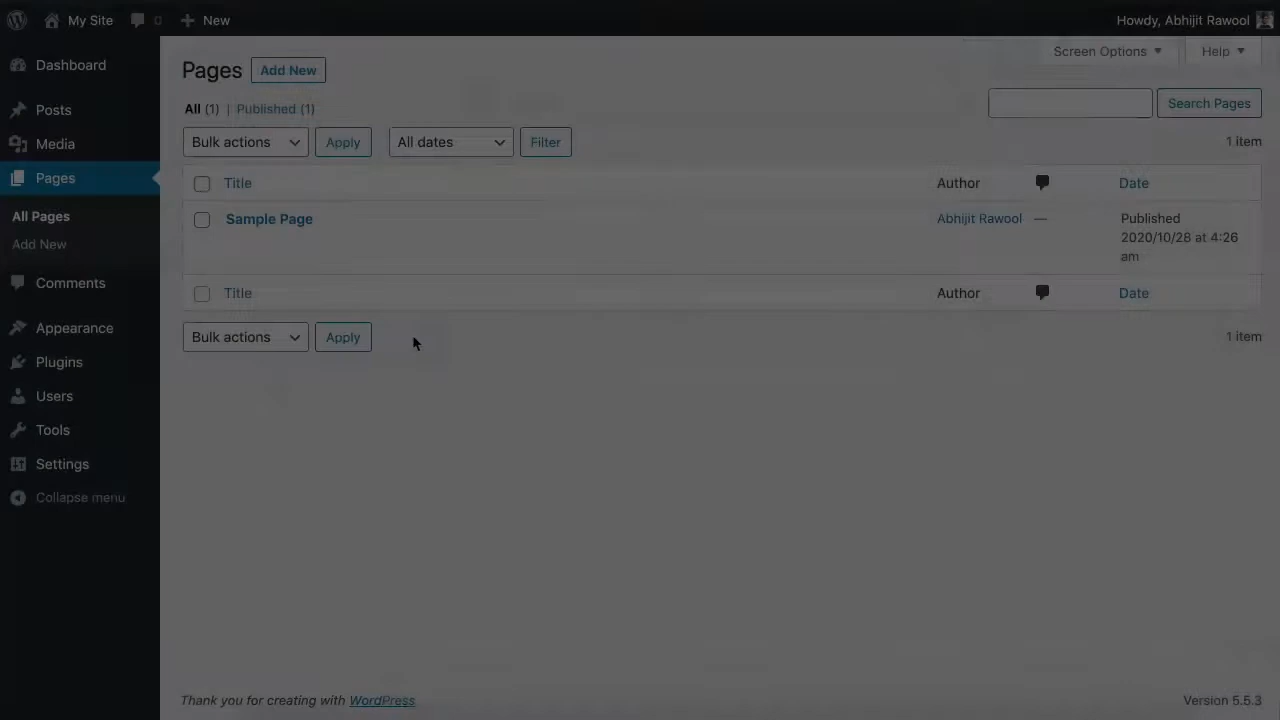 My Site 0 New Howdy, Abhijit Rawool
Screen Options Help
Dashboard
Posts
Media
Pages
All Pages
Add New
Comments
Appearance
Plugins
Users
Tools
Settings
Collapse menu
Pages Add New
All (1) | Published (1)
Search Pages
Bulk actions Apply All dates Filter 1 item
Title Author Date
Sample Page Abhijit Rawool — Published
2020/10/28 at 4:26
am
Title Author Date
Bulk actions Apply 1 item
Thank you for creating with WordPress Version 5.5.3